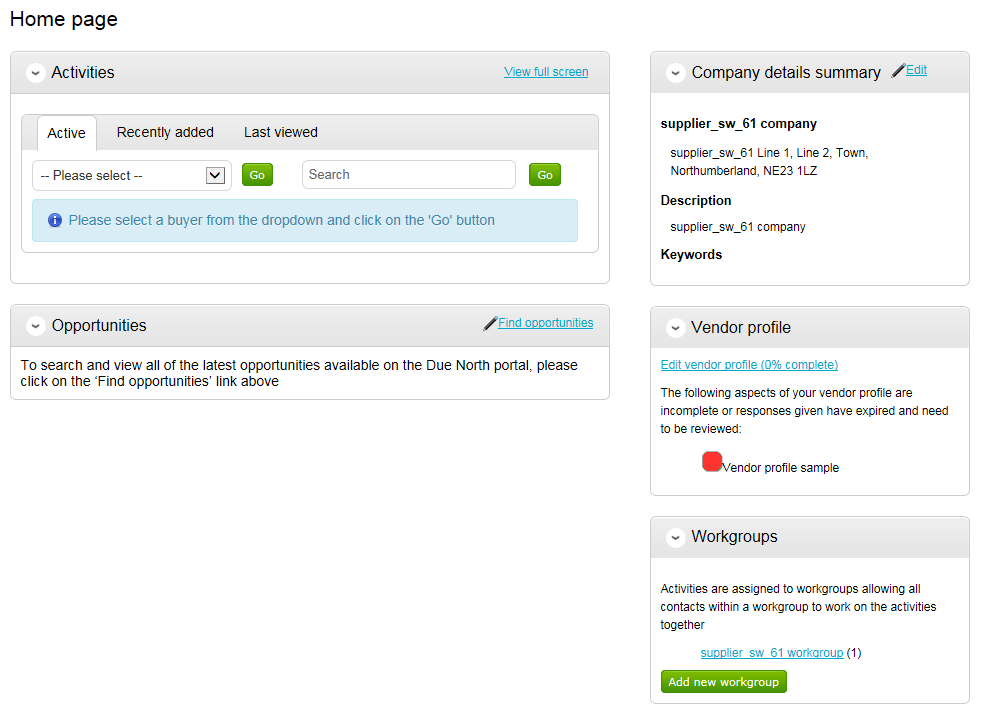 Home page
Activities
View full screen
Active
Recently added
Last viewed
-- Please select --
Go
Search
Go
Please select a buyer from the dropdown and click on the 'Go' button
Opportunities
Find opportunities
To search and view all of the latest opportunities available on the Due North portal, please
click on the ‘Find opportunities’ link above
Company details summary
Edit
supplier_sw_61 company
supplier_sw_61 Line 1, Line 2, Town,
Northumberland, NE23 1LZ
Description
supplier_sw_61 company
Keywords
Vendor profile
Edit vendor profile (0% complete)
The following aspects of your vendor profile are
incomplete or responses given have expired and need
to be reviewed:
Vendor profile sample
Workgroups
Activities are assigned to workgroups allowing all
contacts within a workgroup to work on the activities
together
supplier_sw_61 workgroup (1)
Add new workgroup